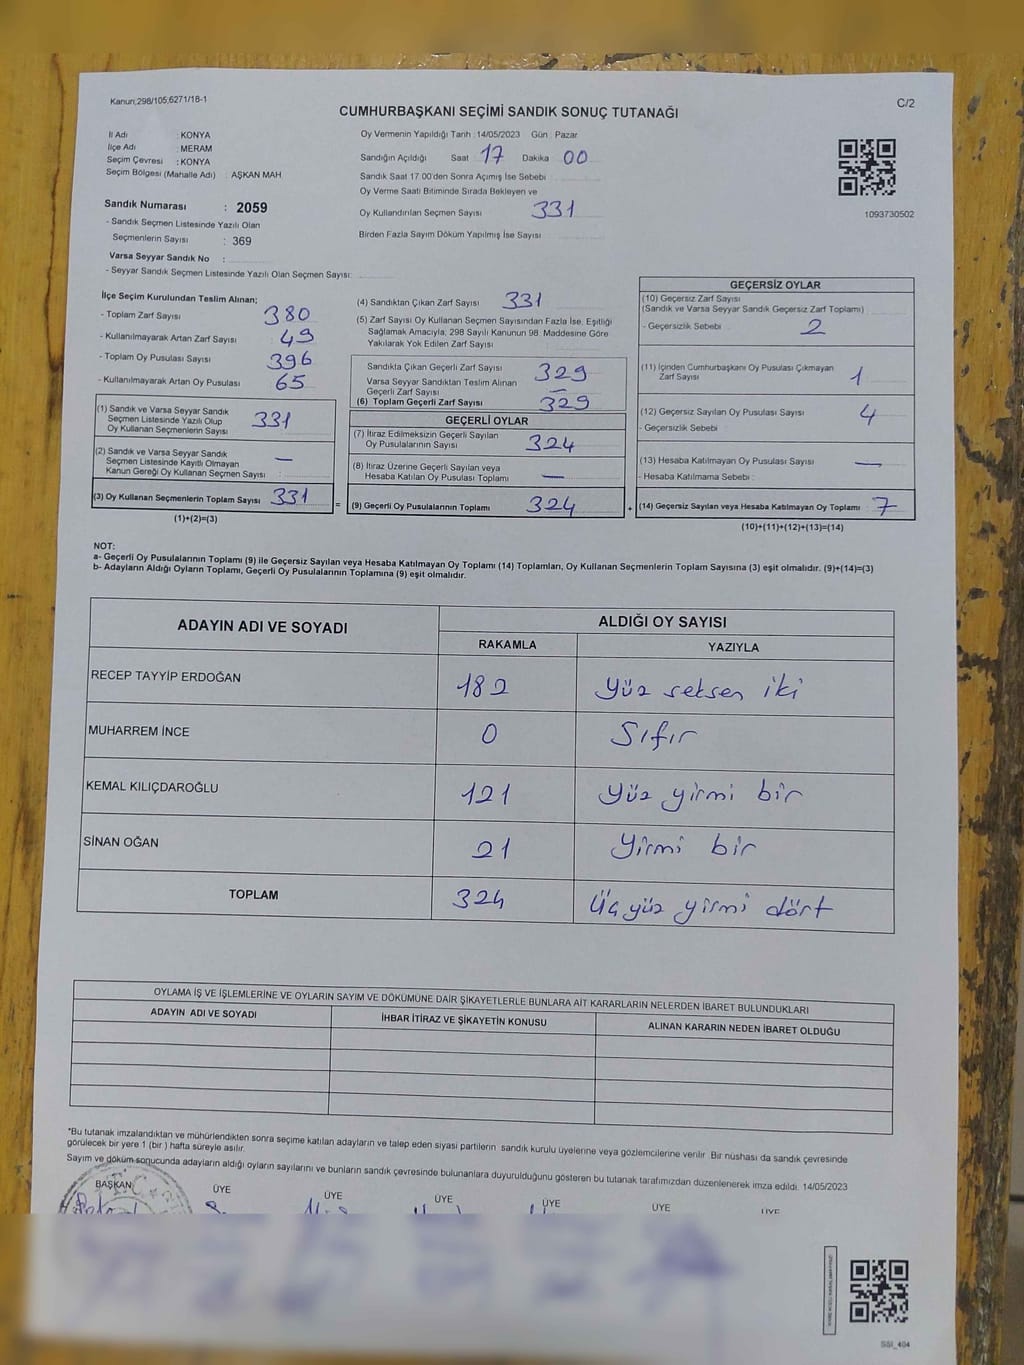 Kanun;298/105;6271/18-1
C/2
CUMHURBAŞKANI SEÇİMİ SANDIK SONUÇ TUTANAĞI
İl Adı : KONYA
İlçe Adı : MERAM
Seçim Çevresi : KONYA
Seçim Bölgesi (Mahalle Adı) : AŞKAN MAH
Sandık Numarası : 2059
- Sandık Seçmen Listesinde Yazılı Olan
Seçmenlerin Sayısı : 369
Varsa Seyyar Sandık No :
- Seyyar Sandık Seçmen Listesinde Yazılı Olan Seçmen Sayısı:
Oy Vermenin Yapıldığı Tarih : 14/05/2023 Gün : Pazar
Sandığın Açıldığı Saat 17 Dakika 00
Sandık Saat 17.00'den Sonra Açımış İse Sebebi
Oy Verme Saati Bitiminde Sırada Bekleyen ve
Oy Kullandırılan Seçmen Sayısı 331
Birden Fazla Sayım Döküm Yapılmış İse Sayısı
1093730502
İlçe Seçim Kurulundan Teslim Alınan;
- Toplam Zarf Sayısı 380
- Kullanılmayarak Artan Zarf Sayısı 49
- Toplam Oy Pusulası Sayısı 396
- Kullanılmayarak Artan Oy Pusulası 65
(1) Sandık ve Varsa Seyyar Sandık
Seçmen Listesinde Yazılı Olup
Oy Kullanan Seçmenlerin Sayısı 331
(2) Sandık ve Varsa Seyyar Sandık
Seçmen Listesinde Kayıtlı Olmayan
Kanun Gereği Oy Kullanan Seçmen Sayısı : —
(3) Oy Kullanan Seçmenlerin Toplam Sayısı 331 =
(1)+(2)=(3)
(4) Sandıktan Çıkan Zarf Sayısı 331
(5) Zarf Sayısı Oy Kullanan Seçmen Sayısından Fazla İse, Eşitliği
Sağlamak Amacıyla, 298 Sayılı Kanunun 98. Maddesine Göre
Yakılarak Yok Edilen Zarf Sayısı
Sandıkta Çıkan Geçerli Zarf Sayısı 329
Varsa Seyyar Sandıktan Teslim Alınan
Geçerli Zarf Sayısı —
(6) Toplam Geçerli Zarf Sayısı 329
GEÇERLİ OYLAR
(7) İtiraz Edilmeksizin Geçerli Sayılan
Oy Pusulalarının Sayısı 324
(8) İtiraz Üzerine Geçerli Sayılan veya
Hesaba Katılan Oy Pusulası Toplamı —
(9) Geçerli Oy Pusulalarının Toplamı 324 +
GEÇERSİZ OYLAR
(10) Geçersiz Zarf Sayısı
(Sandık ve Varsa Seyyar Sandık Geçersiz Zarf Toplamı)
- Geçersizlik Sebebi 2
(11) İçinden Cumhurbaşkanı Oy Pusulası Çıkmayan
Zarf Sayısı 1
(12) Geçersiz Sayılan Oy Pusulası Sayısı 4
- Geçersizlik Sebebi :
(13) Hesaba Katılmayan Oy Pusulası Sayısı —
- Hesaba Katılmama Sebebi :
(14) Geçersiz Sayılan veya Hesaba Katılmayan Oy Toplamı 7
(10)+(11)+(12)+(13)=(14)
NOT:
a- Geçerli Oy Pusulalarının Toplamı (9) ile Geçersiz Sayılan veya Hesaba Katılmayan Oy Toplamı (14) Toplamları, Oy Kullanan Seçmenlerin Toplam Sayısına (3) eşit olmalıdır. (9)+(14)=(3)
b- Adayların Aldığı Oyların Toplamı, Geçerli Oy Pusulalarının Toplamına (9) eşit olmalıdır.
ADAYIN ADI VE SOYADI
ALDIĞI OY SAYISI
RAKAMLA YAZIYLA
RECEP TAYYİP ERDOĞAN 182 Yüz seksen iki
MUHARREM İNCE 0 Sıfır
KEMAL KILIÇDAROĞLU 121 Yüz yirmi bir
SİNAN OĞAN 21 Yirmi bir
TOPLAM 324 Üçyüz yirmi dört
OYLAMA İŞ VE İŞLEMLERİNE VE OYLARIN SAYIM VE DÖKÜMÜNE DAİR ŞİKAYETLERLE BUNLARA AİT KARARLARIN NELERDEN İBARET BULUNDUKLARI
ADAYIN ADI VE SOYADI İHBAR İTİRAZ VE ŞİKAYETİN KONUSU ALINAN KARARIN NEDEN İBARET OLDUĞU
*Bu tutanak imzalandıktan ve mühürlendikten sonra seçime katılan adayların ve talep eden siyasi partilerin sandık kurulu üyelerine veya gözlemcilerine verilir. Bir nüshası da sandık çevresinde
görülecek bir yere 1 (bir ) hafta süreyle asılır.
Sayım ve döküm sonucunda adayların aldığı oyların sayılarını ve bunların sandık çevresinde bulunanlara duyurulduğunu gösteren bu tutanak tarafımızdan düzenlenerek imza edildi. 14/05/2023
BAŞKAN ÜYE ÜYE ÜYE ÜYE ÜYE ÜYE
SSI_404